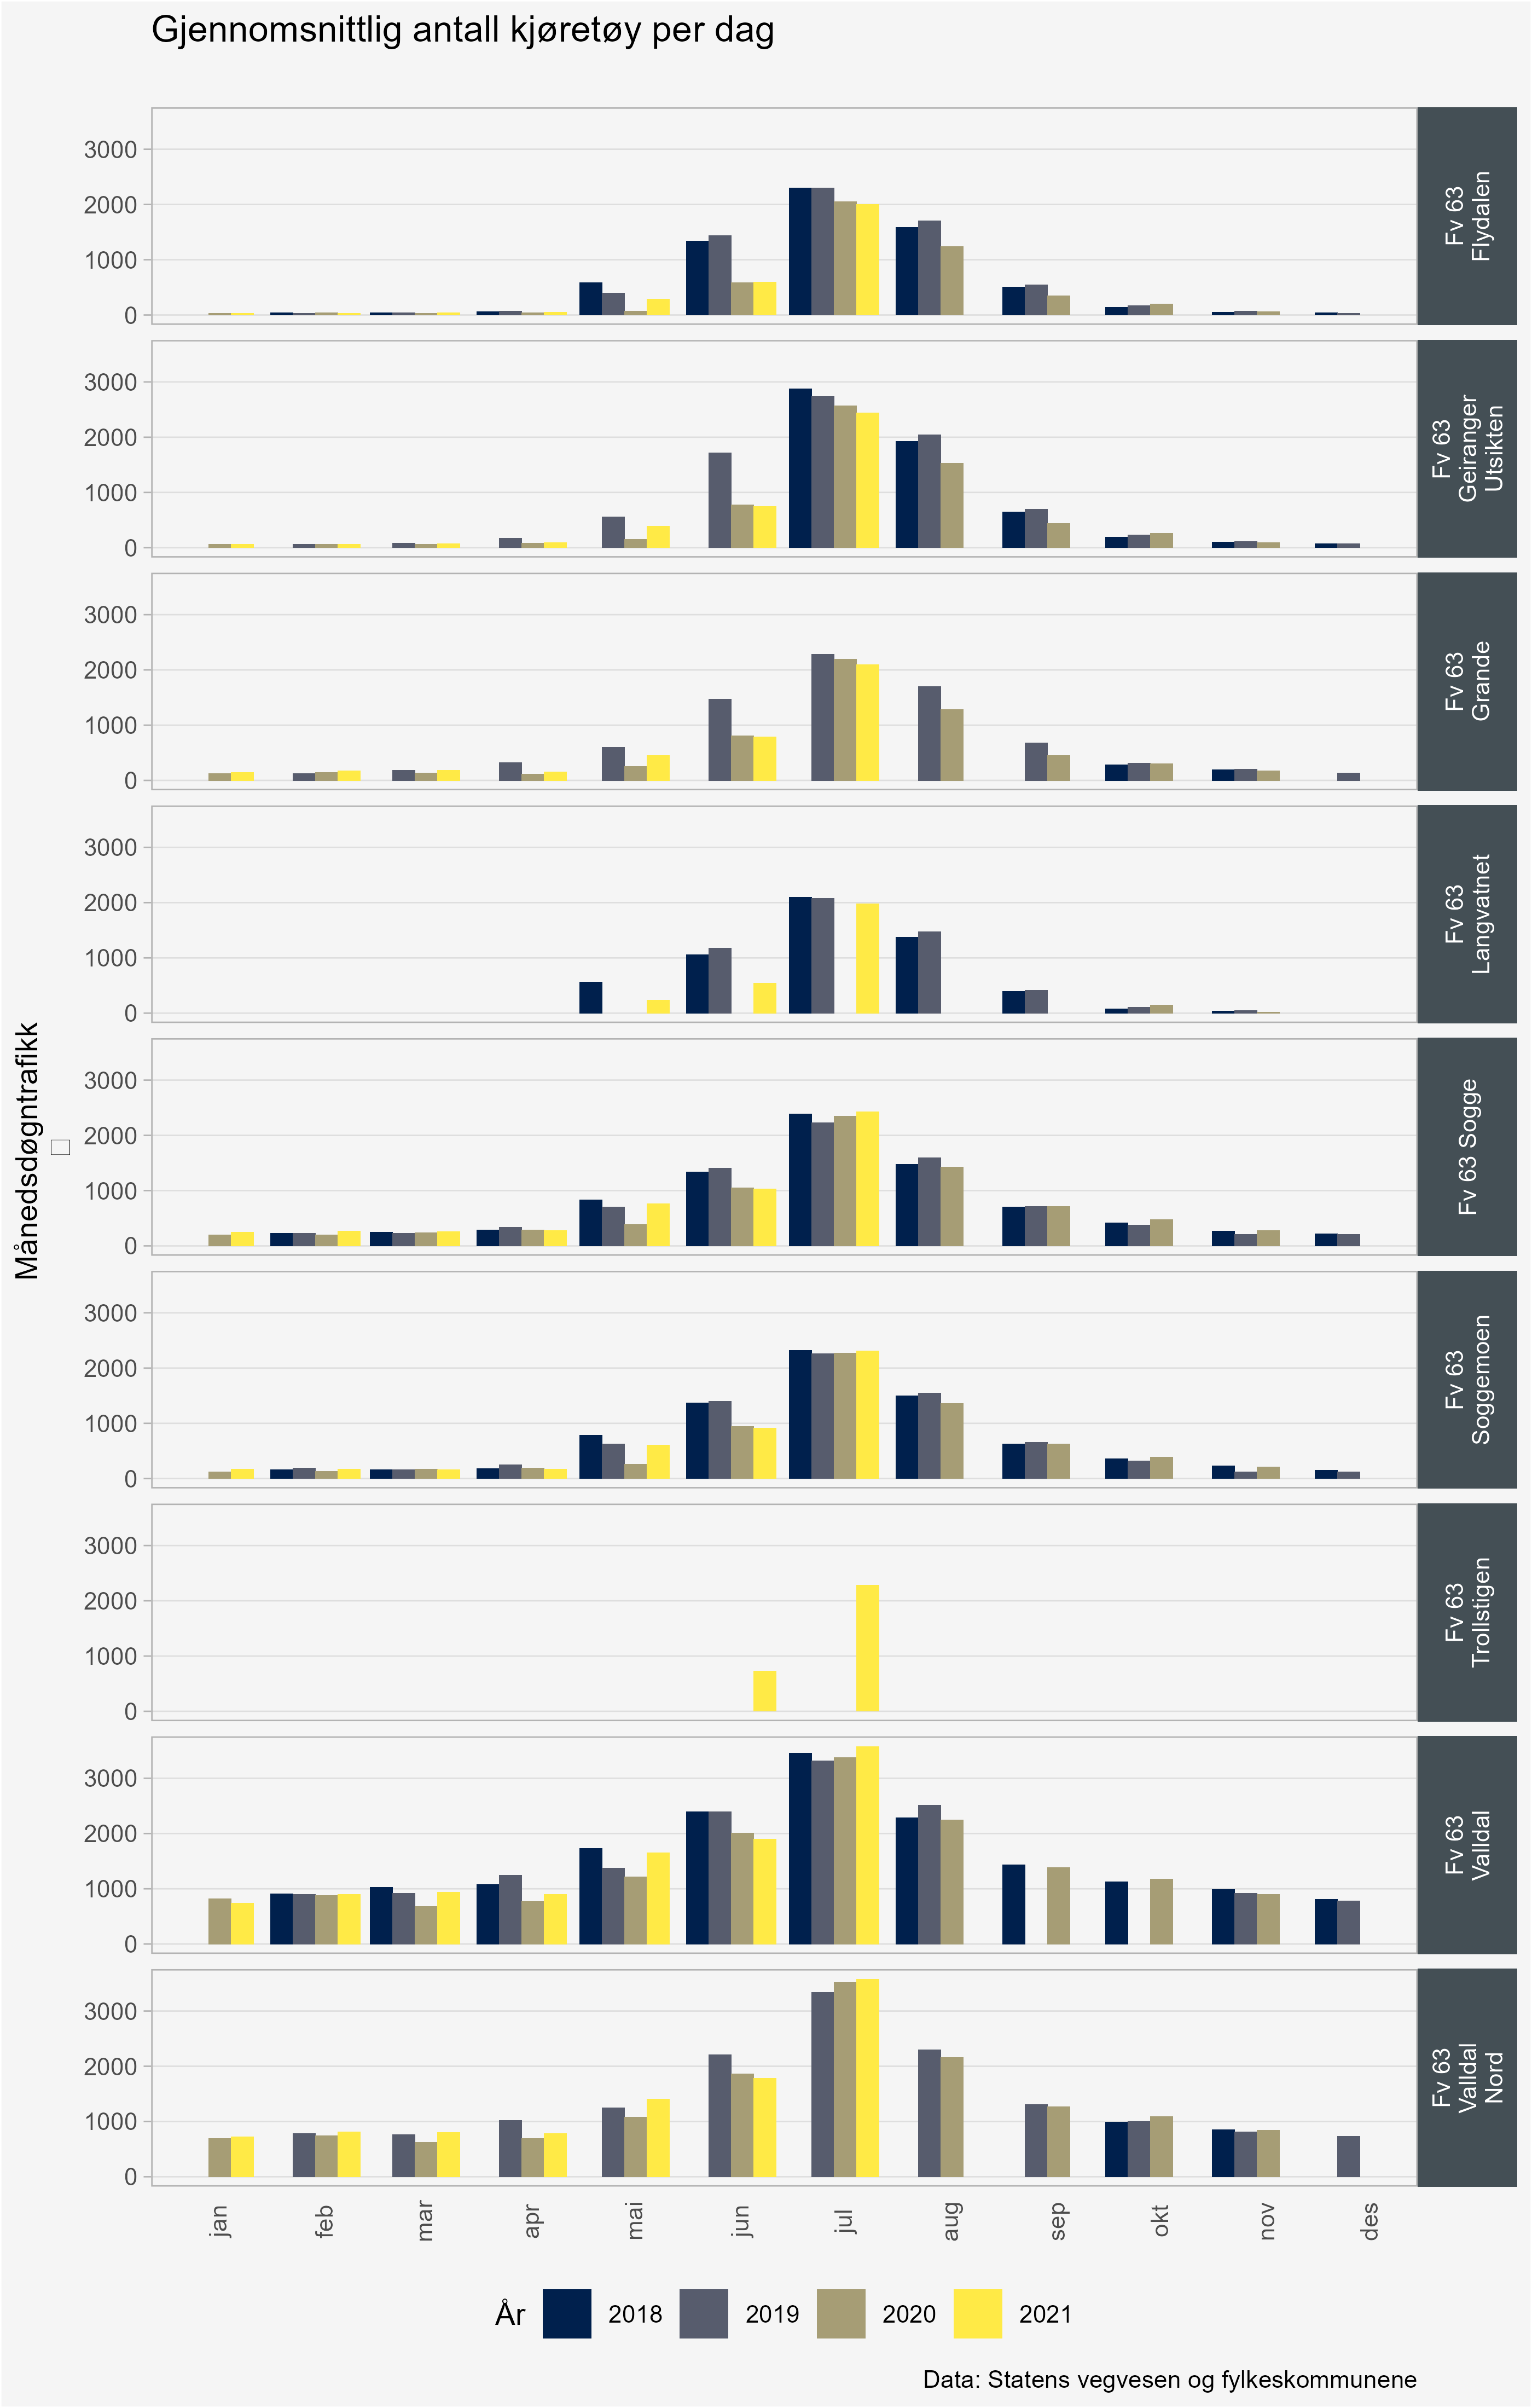 Gjennomsnittlig antall kjøretøy per dag
Månedsdøgntrafikk
3000
2000
1000
0
Fv 63
Flydalen
3000
2000
1000
0
Fv 63
Geiranger
Utsikten
3000
2000
1000
0
Fv 63
Grande
3000
2000
1000
0
Fv 63
Langvatnet
3000
2000
1000
0
Fv 63 Sogge
3000
2000
1000
0
Fv 63
Soggemoen
3000
2000
1000
0
Fv 63
Trollstigen
3000
2000
1000
0
Fv 63
Valldal
3000
2000
1000
0
Fv 63
Valldal
Nord
jan feb mar apr mai jun jul aug sep okt nov des
År 2018 2019 2020 2021
Data: Statens vegvesen og fylkeskommunene